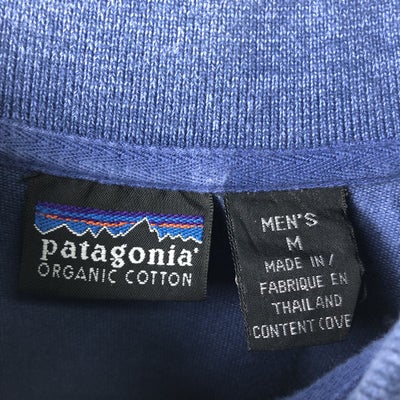 patagonia®
ORGANIC COTTON
MEN'S
M
MADE IN/
FABRIQUE EN
THAILAND
CONTENT COVE